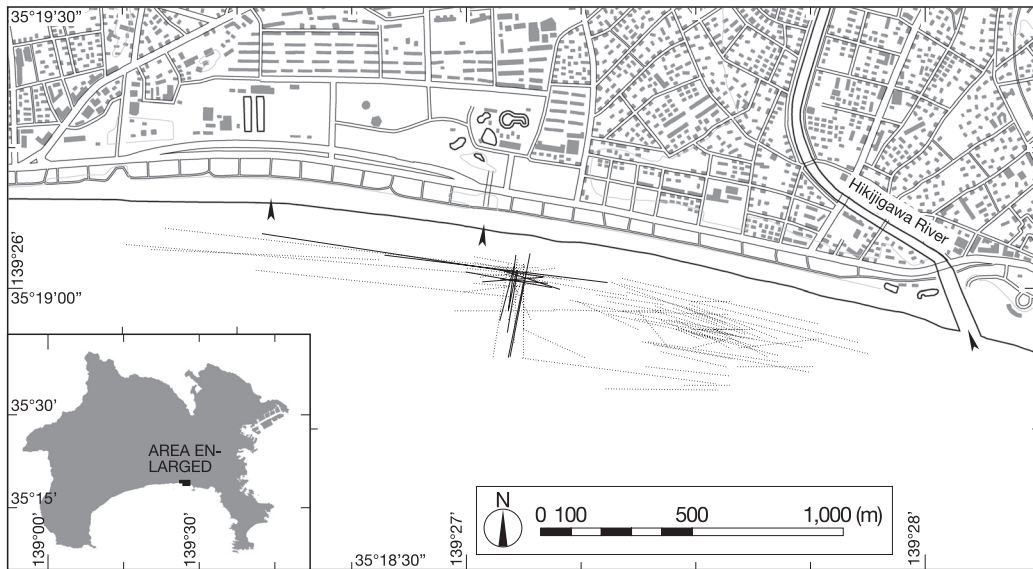 35°19'30"
Hikijigawa River
139°26'
35°19'00"
35°30'
AREA EN-
LARGED
35°15'
139°00'
139°30'
35°18'30"
139°27'
139°28'
N
0 100 500 1,000 (m)